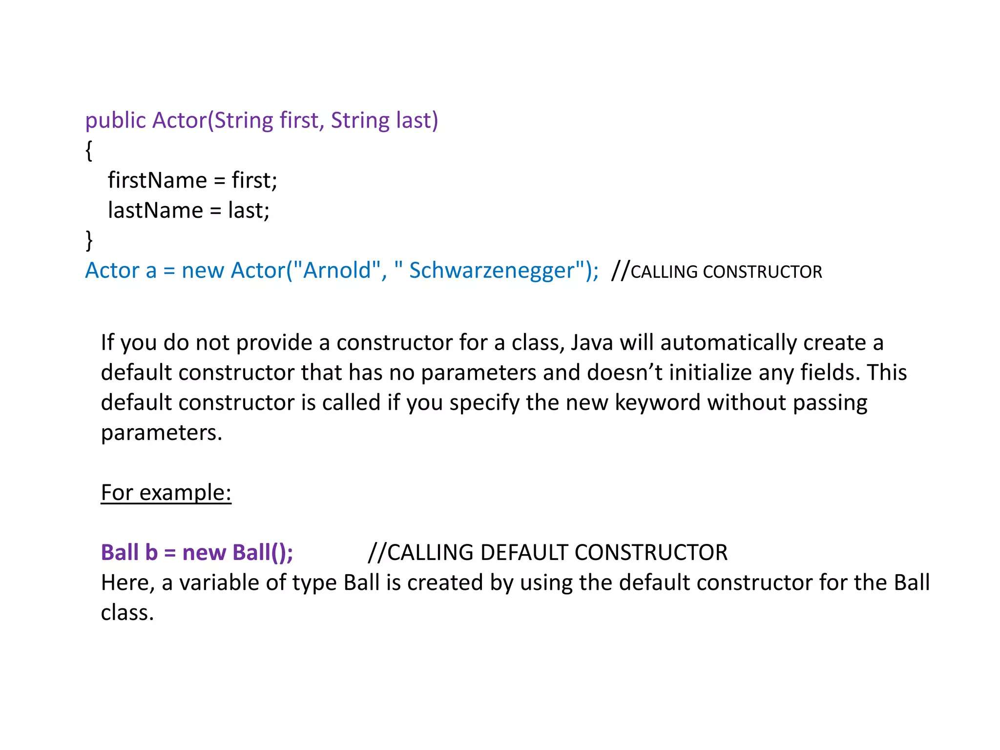 public Actor(String first, String last)
{
firstName = first;
lastName = last;
}
Actor a = new Actor("Arnold", " Schwarzenegger");  //CALLING CONSTRUCTOR
If you do not provide a constructor for a class, Java will automatically create a
default constructor that has no parameters and doesn’t initialize any fields. This
default constructor is called if you specify the new keyword without passing
parameters.
For example:
Ball b = new Ball(); //CALLING DEFAULT CONSTRUCTOR
Here, a variable of type Ball is created by using the default constructor for the Ball
class.